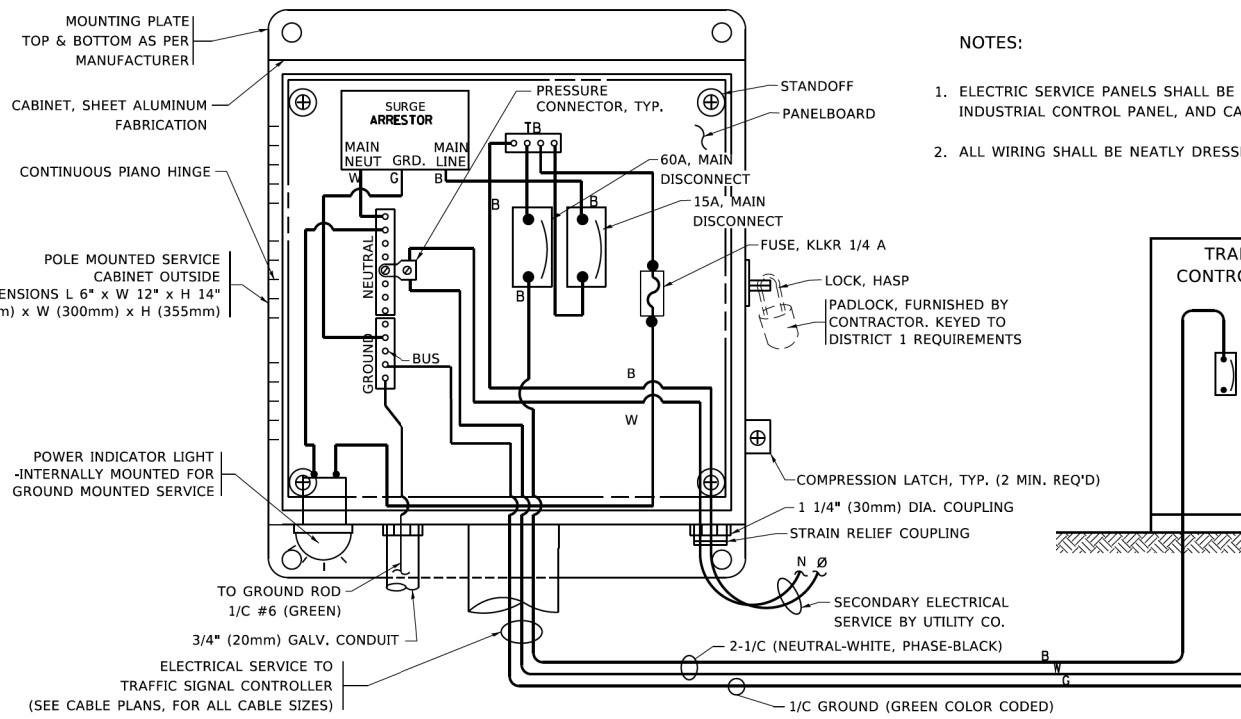 MOUNTING PLATE
TOP & BOTTOM AS PER
MANUFACTURER
CABINET, SHEET ALUMINUM
FABRICATION
CONTINUOUS PIANO HINGE
POLE MOUNTED SERVICE
CABINET OUTSIDE
ENSIONS L 6" x W 12" x H 14"
m) x W (300mm) x H (355mm)
POWER INDICATOR LIGHT
-INTERNALLY MOUNTED FOR
GROUND MOUNTED SERVICE
TO GROUND ROD
1/C #6 (GREEN)
3/4" (20mm) GALV. CONDUIT
ELECTRICAL SERVICE TO
TRAFFIC SIGNAL CONTROLLER
(SEE CABLE PLANS, FOR ALL CABLE SIZES)
SURGE
ARRESTOR
MAIN
NEUT
GRD.
MAIN
LINE
W
G
B
PRESSURE
CONNECTOR, TYP.
TB
B
B
B
NEUTRAL
GROUND
BUS
B
W
STANDOFF
PANELBOARD
60A, MAIN
DISCONNECT
15A, MAIN
DISCONNECT
FUSE, KLKR 1/4 A
LOCK, HASP
PADLOCK, FURNISHED BY
CONTRACTOR. KEYED TO
DISTRICT 1 REQUIREMENTS
COMPRESSION LATCH, TYP. (2 MIN. REQ'D)
1 1/4" (30mm) DIA. COUPLING
STRAIN RELIEF COUPLING
N Ø
SECONDARY ELECTRICAL
SERVICE BY UTILITY CO.
2-1/C (NEUTRAL-WHITE, PHASE-BLACK)
B
W
G
1/C GROUND (GREEN COLOR CODED)
NOTES:
1. ELECTRIC SERVICE PANELS SHALL BE
INDUSTRIAL CONTROL PANEL, AND CA
2. ALL WIRING SHALL BE NEATLY DRESS
TRA
CONTRO